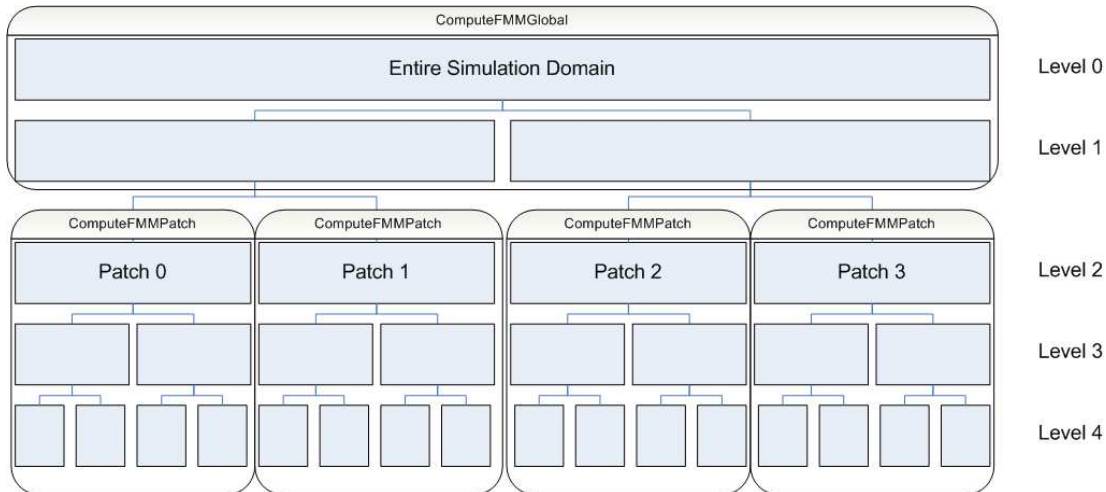 ComputeFMMGlobal
Entire Simulation Domain
Level 0
Level 1
ComputeFMMPatch
ComputeFMMPatch
ComputeFMMPatch
ComputeFMMPatch
Patch 0
Patch 1
Patch 2
Patch 3
Level 2
Level 3
Level 4